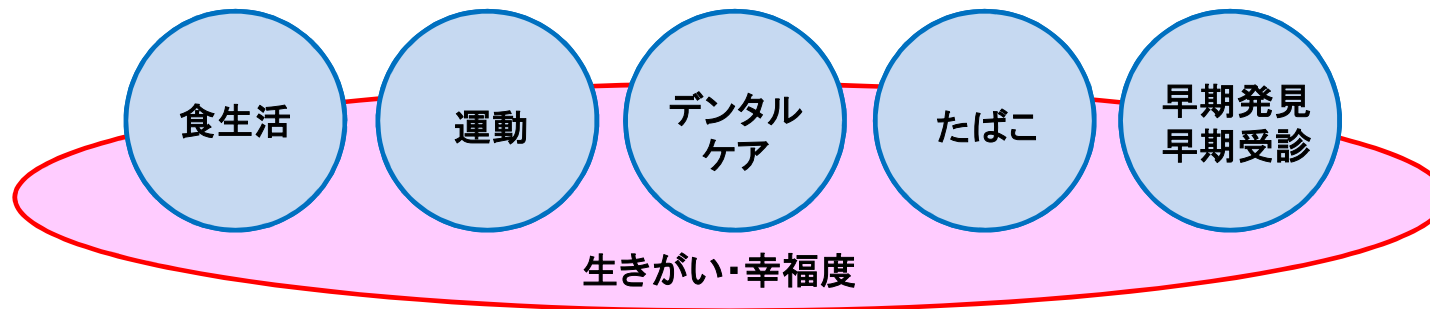 食生活
運動
デンタル
ケア
たばこ
早期発見
早期受診
生きがい・幸福度